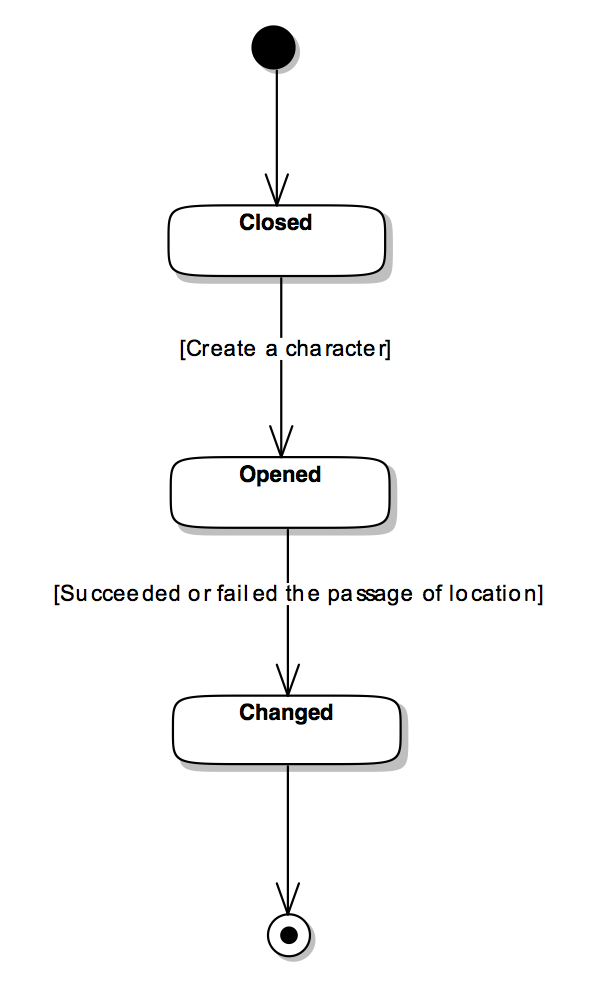 Closed
[Create a character]
Opened
[Succeeded or failed the passage of location]
Changed